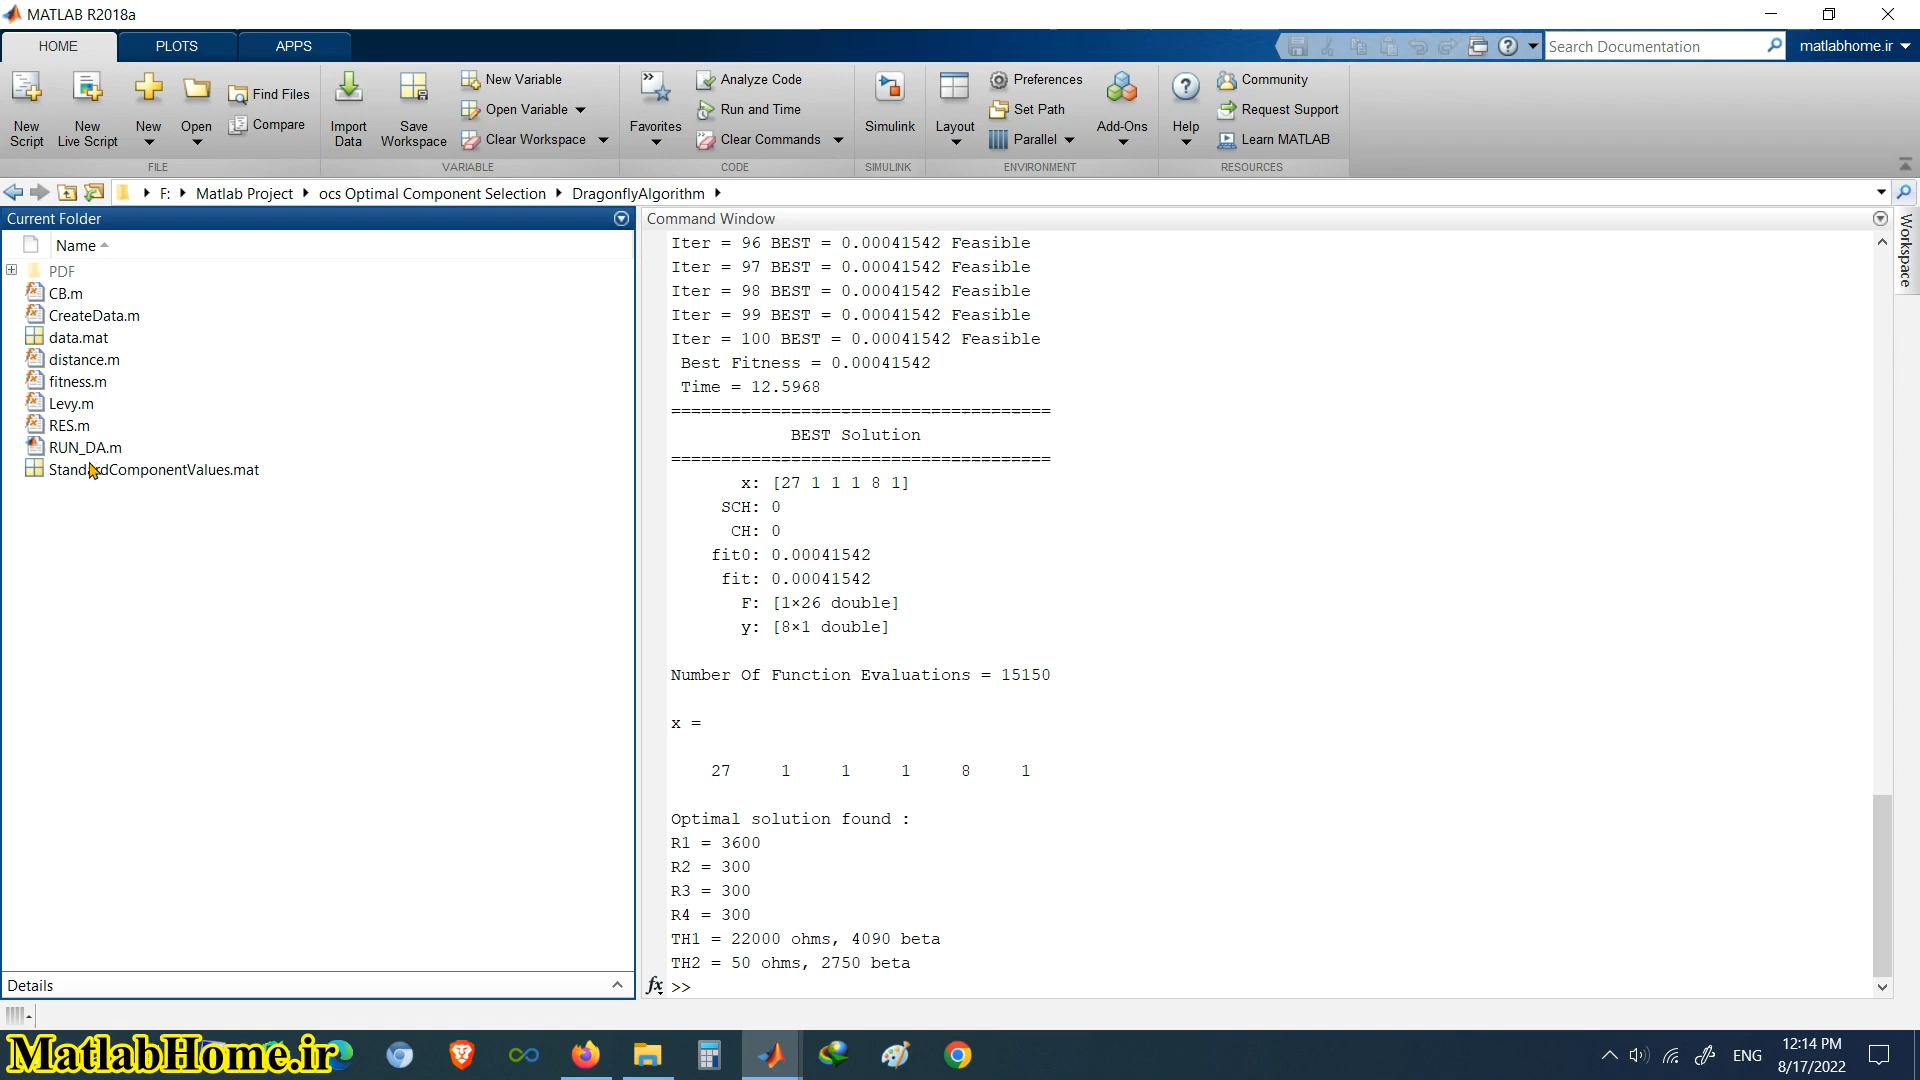 MATLAB R2018a
HOME
PLOTS
APPS
Search Documentation
matlabhome.ir
New Script
New Live Script
New
Open
Find Files
Compare
FILE
Import Data
Save Workspace
New Variable
Open Variable
Clear Workspace
VARIABLE
Favorites
Analyze Code
Run and Time
Clear Commands
CODE
Simulink
SIMULINK
Layout
Preferences
Set Path
Parallel
Add-Ons
ENVIRONMENT
Help
Community
Request Support
Learn MATLAB
RESOURCES
F: Matlab Project ocs Optimal Component Selection DragonflyAlgorithm
Current Folder
Name
PDF
CB.m
CreateData.m
data.mat
distance.m
fitness.m
Levy.m
RES.m
RUN_DA.m
StandardComponentValues.mat
Details
Command Window
Iter = 96 BEST = 0.00041542 Feasible
Iter = 97 BEST = 0.00041542 Feasible
Iter = 98 BEST = 0.00041542 Feasible
Iter = 99 BEST = 0.00041542 Feasible
Iter = 100 BEST = 0.00041542 Feasible
Best Fitness = 0.00041542
Time = 12.5968
======================================
BEST Solution
======================================
x: [27 1 1 1 8 1]
SCH: 0
CH: 0
fit0: 0.00041542
fit: 0.00041542
F: [1×26 double]
y: [8×1 double]
Number Of Function Evaluations = 15150
x =
27 1 1 1 8 1
Optimal solution found :
R1 = 3600
R2 = 300
R3 = 300
R4 = 300
TH1 = 22000 ohms, 4090 beta
TH2 = 50 ohms, 2750 beta
fx >>
Workspace
MatlabHome.ir
ENG
12:14 PM
8/17/2022